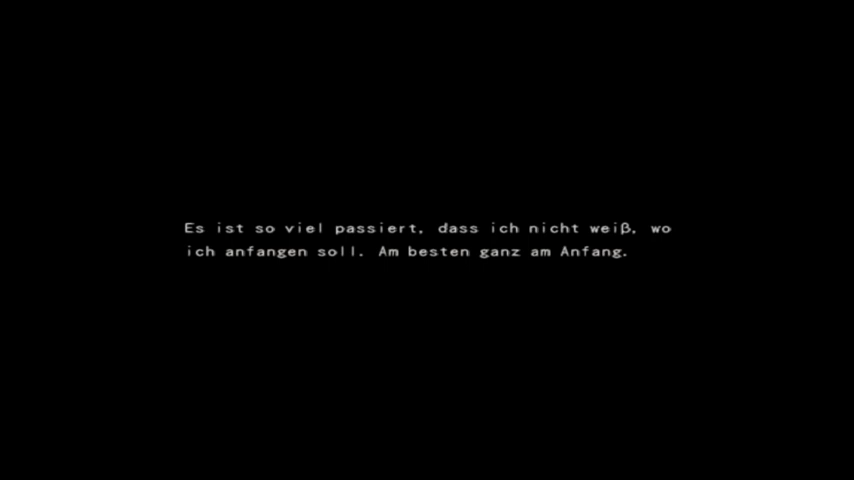 Es ist so viel passiert, dass ich nicht weiß, wo
ich anfangen soll. Am besten ganz am Anfang.